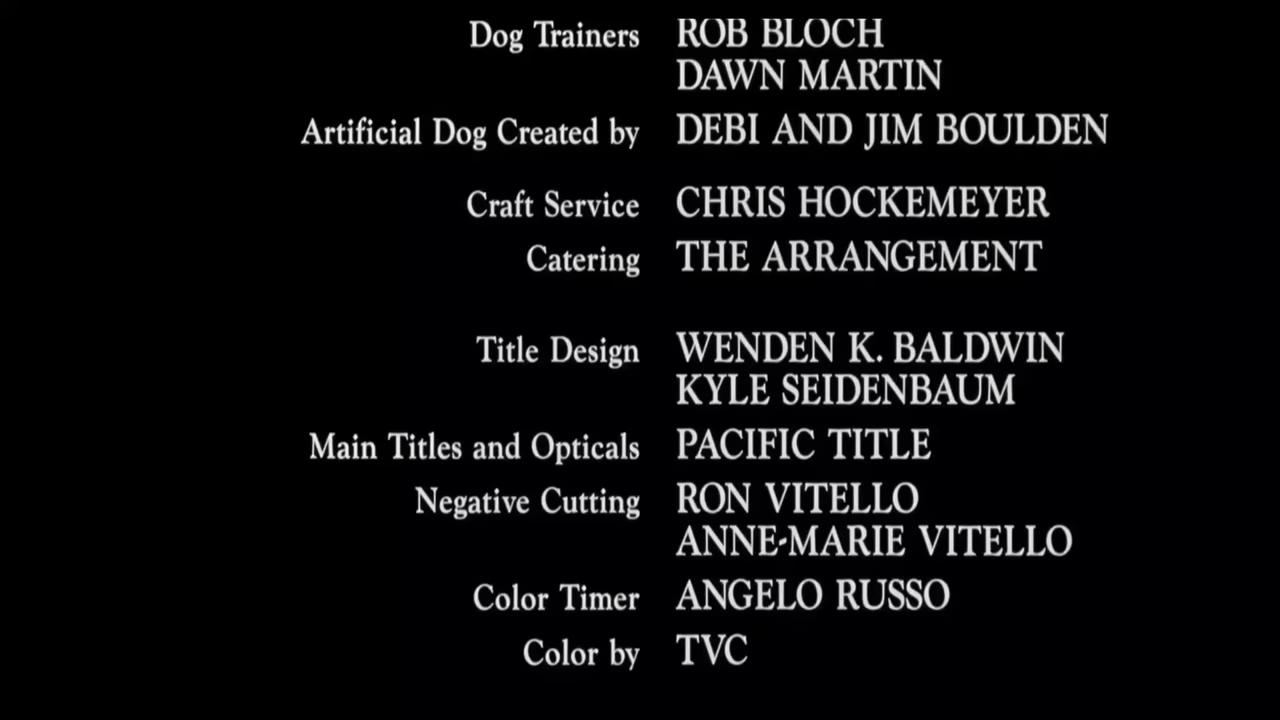 Dog Trainers ROB BLOCH
DAWN MARTIN
Artificial Dog Created by DEBI AND JIM BOULDEN
Craft Service CHRIS HOCKEMEYER
Catering THE ARRANGEMENT
Title Design WENDEN K. BALDWIN
KYLE SEIDENBAUM
Main Titles and Opticals PACIFIC TITLE
Negative Cutting RON VITELLO
ANNE-MARIE VITELLO
Color Timer ANGELO RUSSO
Color by TVC